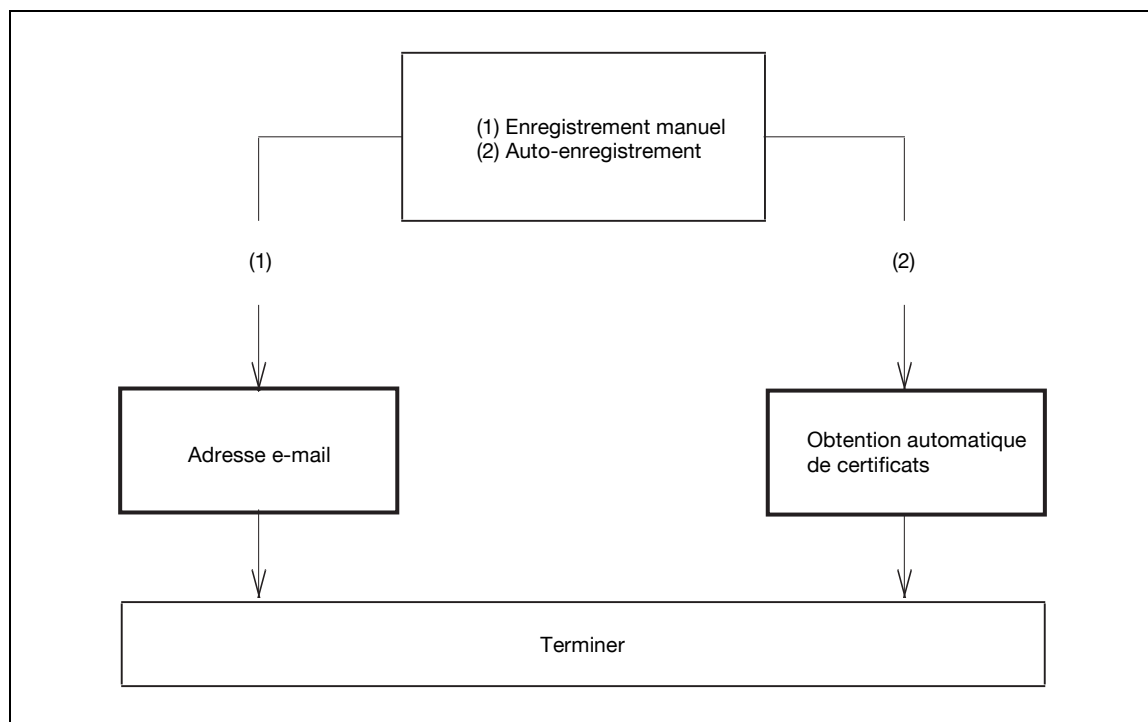 (1) Enregistrement manuel
(2) Auto-enregistrement
(1)
(2)
Adresse e-mail
Obtention automatique
de certificats
Terminer